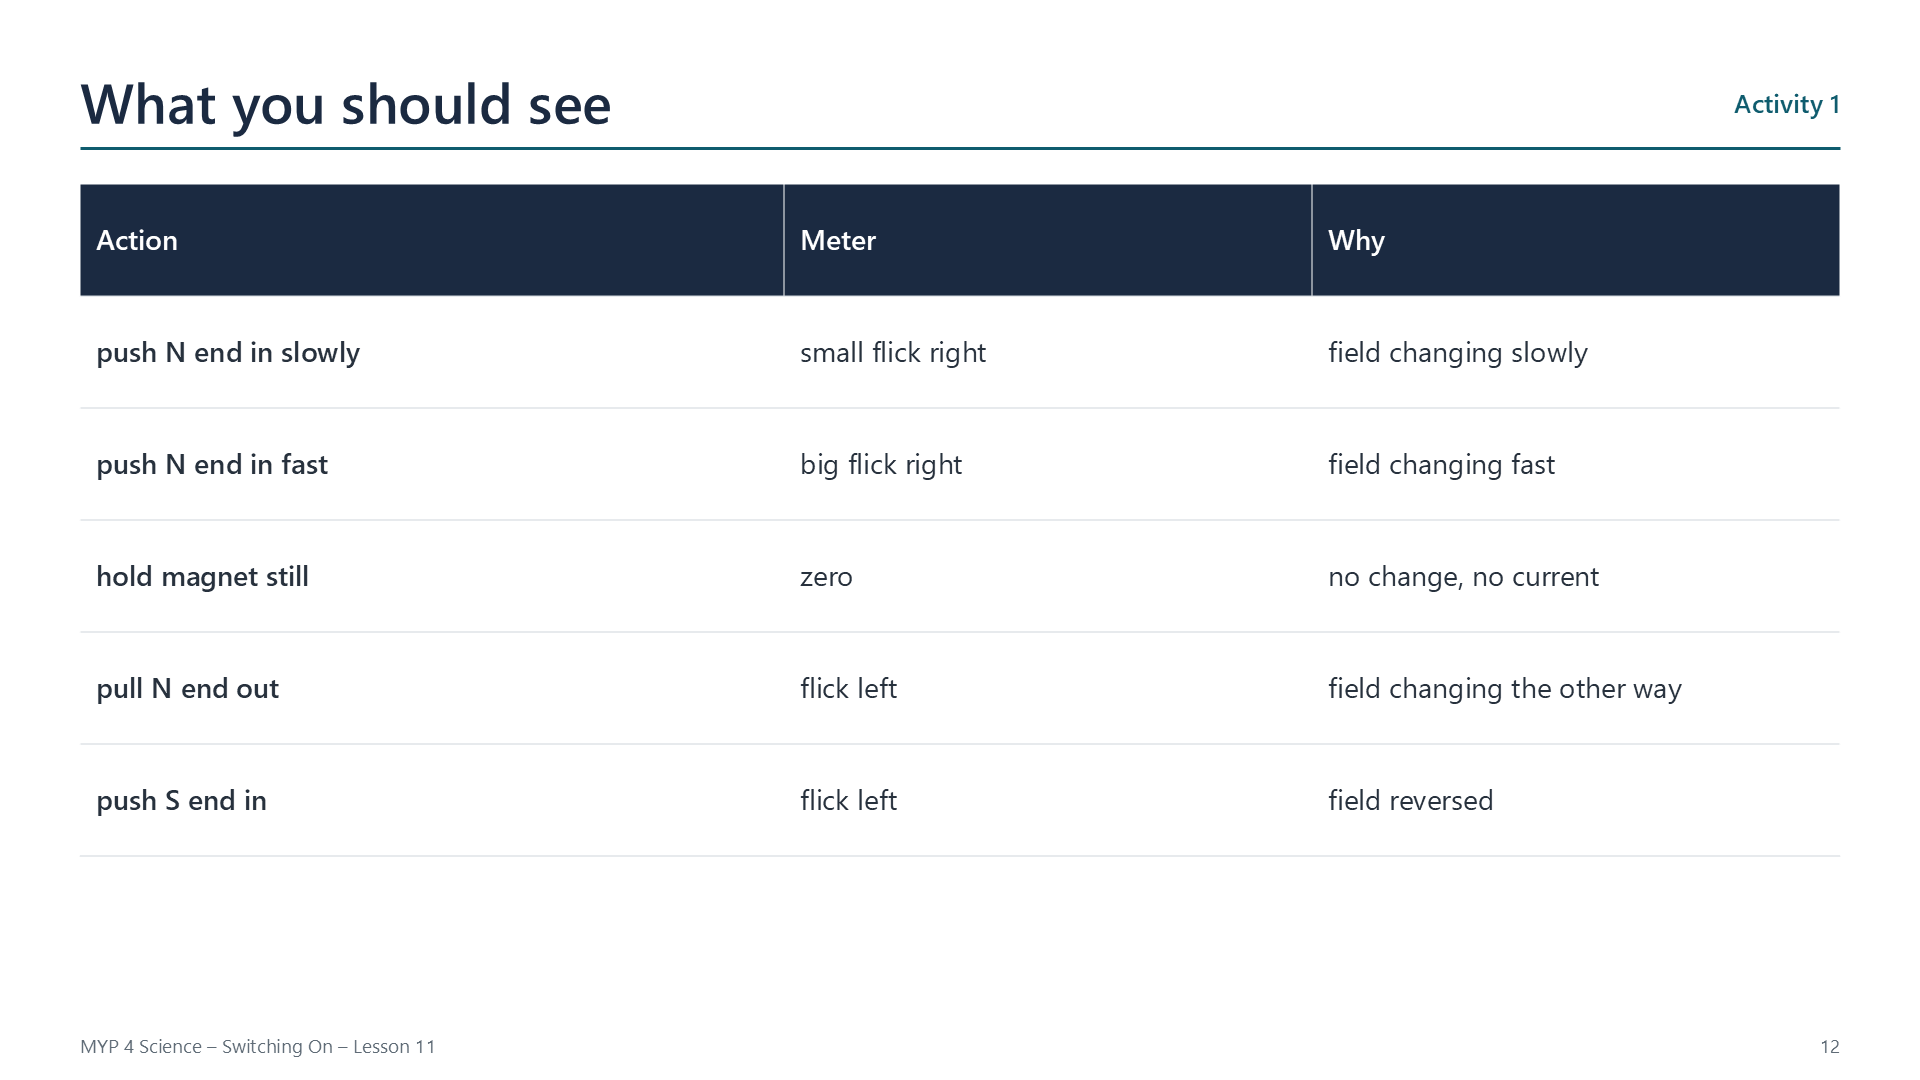 What you should see
Activity 1
Action Meter Why
push N end in slowly small flick right field changing slowly
push N end in fast big flick right field changing fast
hold magnet still zero no change, no current
pull N end out flick left field changing the other way
push S end in flick left field reversed
MYP 4 Science – Switching On – Lesson 11
12